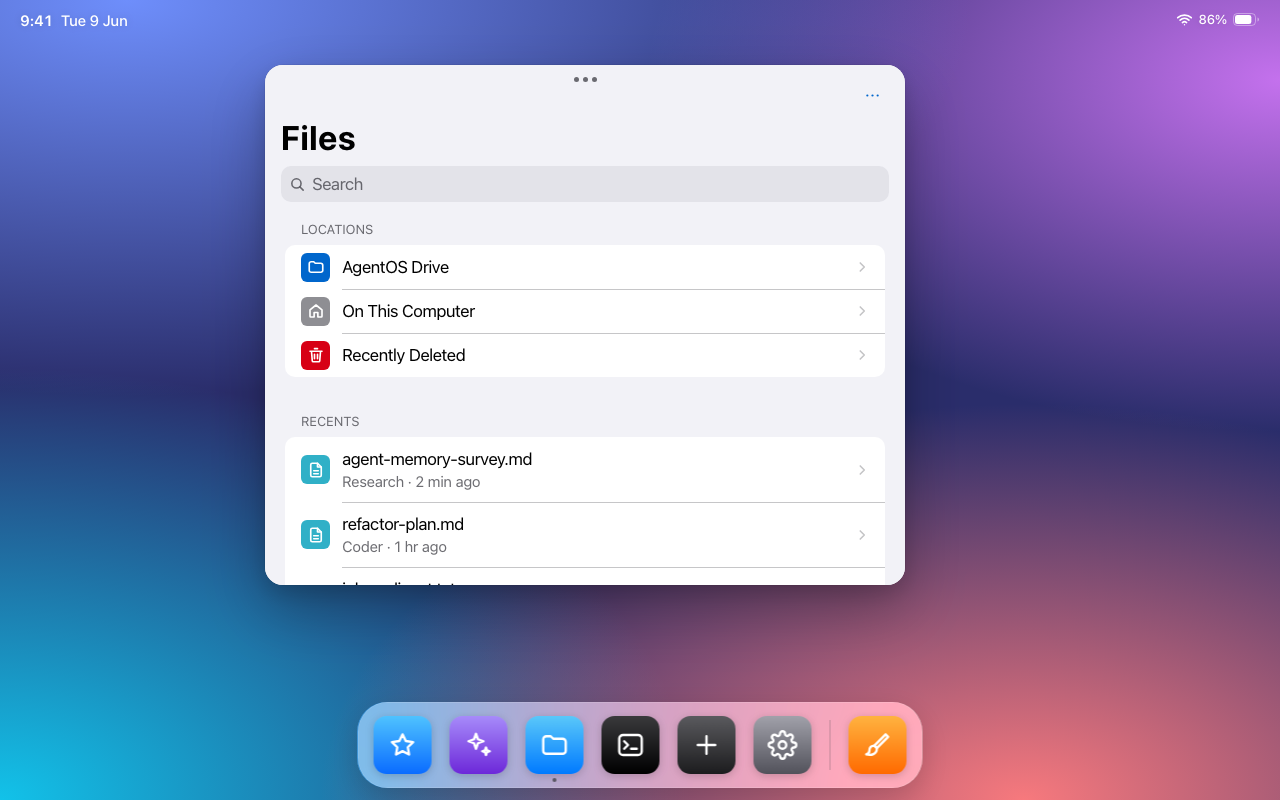 9:41 Tue 9 Jun
86%
Files
Search
LOCATIONS
AgentOS Drive
On This Computer
Recently Deleted
RECENTS
agent-memory-survey.md
Research · 2 min ago
refactor-plan.md
Coder · 1 hr ago